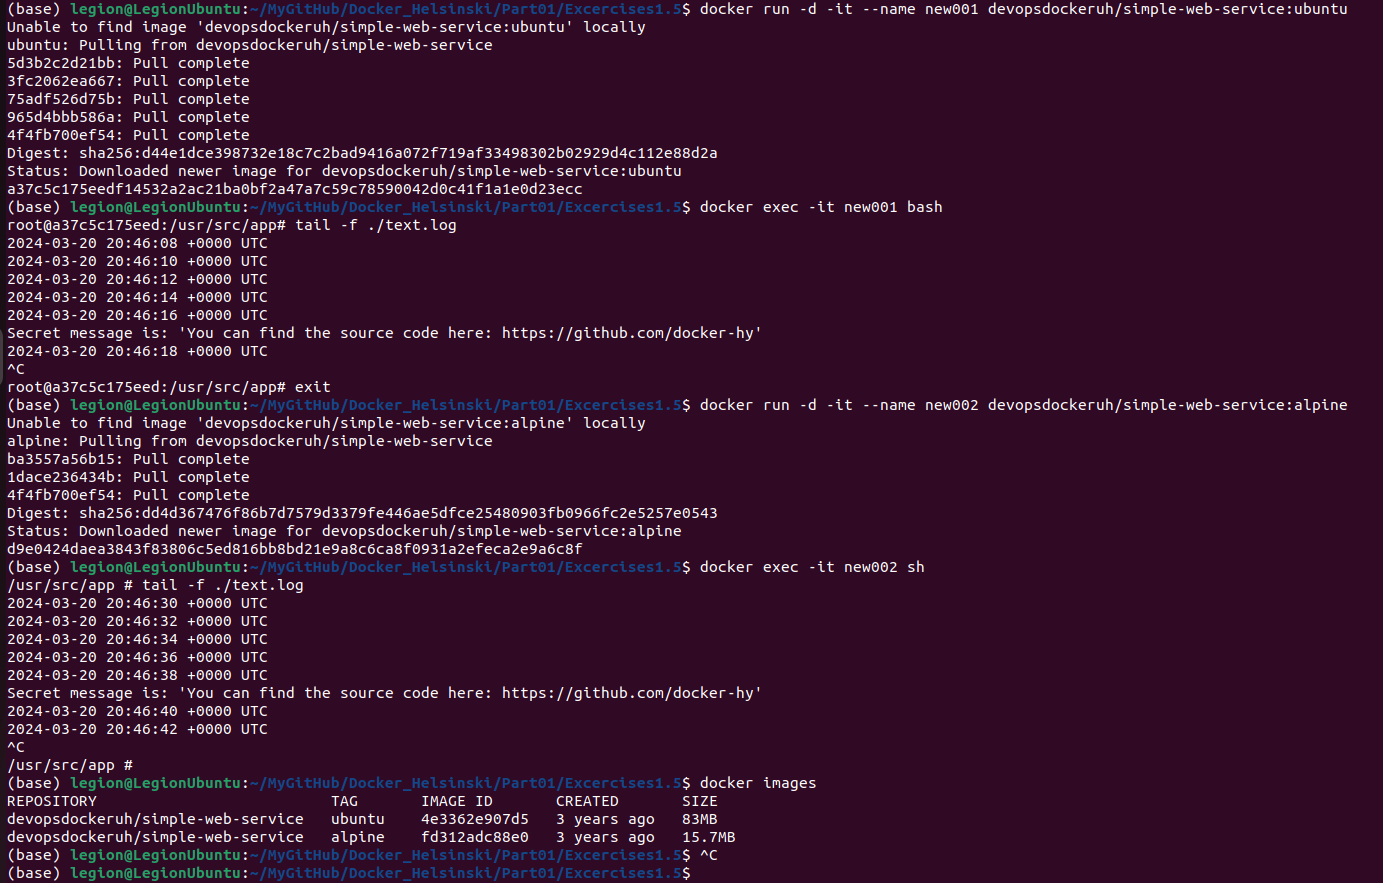 (base) legion@LegionUbuntu:~/MyGitHub/Docker_Helsinski/Part01/Excercises1.5$ docker run -d -it --name new001 devopsdockeruh/simple-web-service:ubuntu
Unable to find image 'devopsdockeruh/simple-web-service:ubuntu' locally
ubuntu: Pulling from devopsdockeruh/simple-web-service
5d3b2c2d21bb: Pull complete
3fc2062ea667: Pull complete
75adf526d75b: Pull complete
965d4bbb586a: Pull complete
4f4fb700ef54: Pull complete
Digest: sha256:d44e1dce398732e18c7c2bad9416a072f719af33498302b02929d4c112e88d2a
Status: Downloaded newer image for devopsdockeruh/simple-web-service:ubuntu
a37c5c175eedf14532a2ac21ba0bf2a47a7c59c78590042d0c41f1a1e0d23ecc
(base) legion@LegionUbuntu:~/MyGitHub/Docker_Helsinski/Part01/Excercises1.5$ docker exec -it new001 bash
root@a37c5c175eed:/usr/src/app# tail -f ./text.log
2024-03-20 20:46:08 +0000 UTC
2024-03-20 20:46:10 +0000 UTC
2024-03-20 20:46:12 +0000 UTC
2024-03-20 20:46:14 +0000 UTC
2024-03-20 20:46:16 +0000 UTC
Secret message is: 'You can find the source code here: https://github.com/docker-hy'
2024-03-20 20:46:18 +0000 UTC
^C
root@a37c5c175eed:/usr/src/app# exit
(base) legion@LegionUbuntu:~/MyGitHub/Docker_Helsinski/Part01/Excercises1.5$ docker run -d -it --name new002 devopsdockeruh/simple-web-service:alpine
Unable to find image 'devopsdockeruh/simple-web-service:alpine' locally
alpine: Pulling from devopsdockeruh/simple-web-service
ba3557a56b15: Pull complete
1dace236434b: Pull complete
4f4fb700ef54: Pull complete
Digest: sha256:dd4d367476f86b7d7579d3379fe446ae5dfce25480903fb0966fc2e5257e0543
Status: Downloaded newer image for devopsdockeruh/simple-web-service:alpine
d9e0424daea3843f83806c5ed816bb8bd21e9a8c6ca8f0931a2efeca2e9a6c8f
(base) legion@LegionUbuntu:~/MyGitHub/Docker_Helsinski/Part01/Excercises1.5$ docker exec -it new002 sh
/usr/src/app # tail -f ./text.log
2024-03-20 20:46:30 +0000 UTC
2024-03-20 20:46:32 +0000 UTC
2024-03-20 20:46:34 +0000 UTC
2024-03-20 20:46:36 +0000 UTC
2024-03-20 20:46:38 +0000 UTC
Secret message is: 'You can find the source code here: https://github.com/docker-hy'
2024-03-20 20:46:40 +0000 UTC
2024-03-20 20:46:42 +0000 UTC
^C
/usr/src/app #
(base) legion@LegionUbuntu:~/MyGitHub/Docker_Helsinski/Part01/Excercises1.5$ docker images
REPOSITORY                          TAG       IMAGE ID       CREATED       SIZE
devopsdockeruh/simple-web-service   ubuntu    4e3362e907d5   3 years ago   83MB
devopsdockeruh/simple-web-service   alpine    fd312adc88e0   3 years ago   15.7MB
(base) legion@LegionUbuntu:~/MyGitHub/Docker_Helsinski/Part01/Excercises1.5$ ^C
(base) legion@LegionUbuntu:~/MyGitHub/Docker_Helsinski/Part01/Excercises1.5$